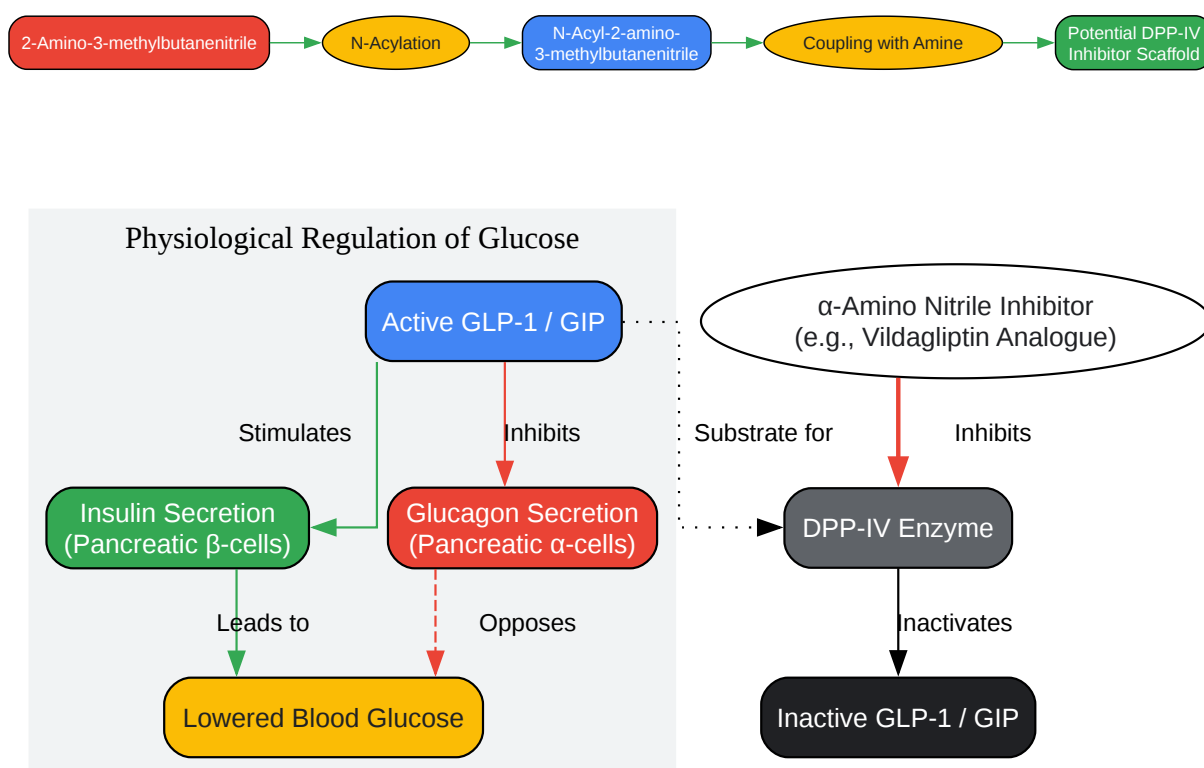 2-Amino-3-methylbutanenitrile
N-Acylation
N-Acyl-2-amino-
3-methylbutanenitrile
Coupling with Amine
Potential DPP-IV
Inhibitor Scaffold
Physiological Regulation of Glucose
Active GLP-1 / GIP
α-Amino Nitrile Inhibitor
(e.g., Vildagliptin Analogue)
Stimulates
Inhibits
Substrate for
Inhibits
Insulin Secretion
(Pancreatic β-cells)
Glucagon Secretion
(Pancreatic α-cells)
DPP-IV Enzyme
Leads to
Opposes
Inactivates
Lowered Blood Glucose
Inactive GLP-1 / GIP